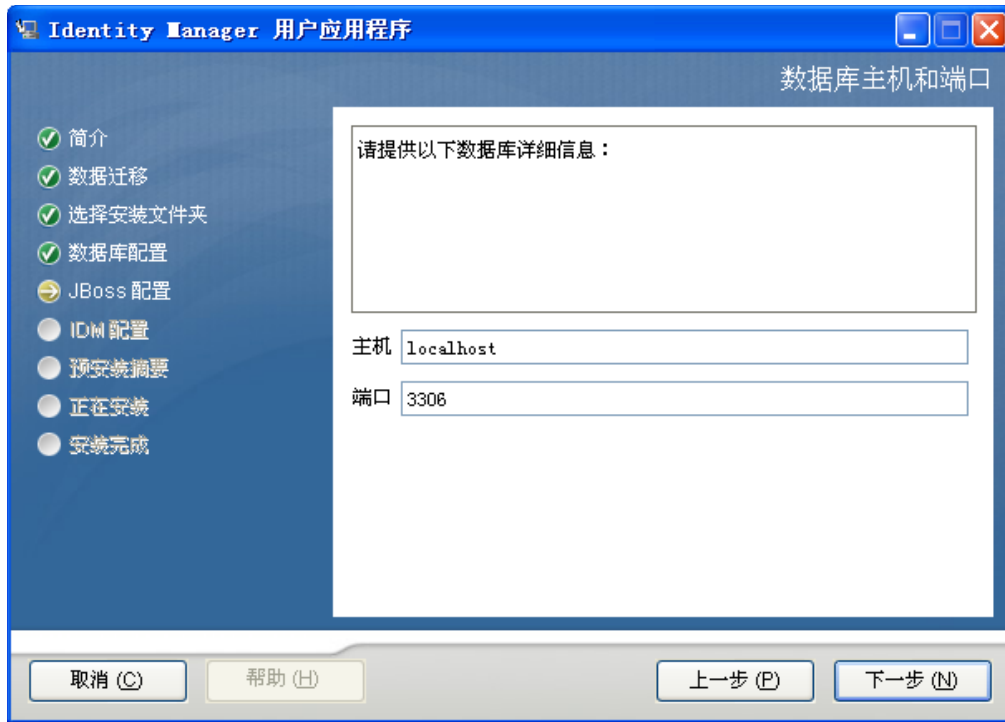 Identity Manager 用户应用程序
数据库主机和端口
简介
数据迁移
选择安装文件夹
数据库配置
JBoss 配置
IDM 配置
预安装摘要
正在安装
安装完成
请提供以下数据库详细信息：
主机 localhost
端口 3306
取消 (C)
帮助 (H)
上一步 (P)
下一步 (N)